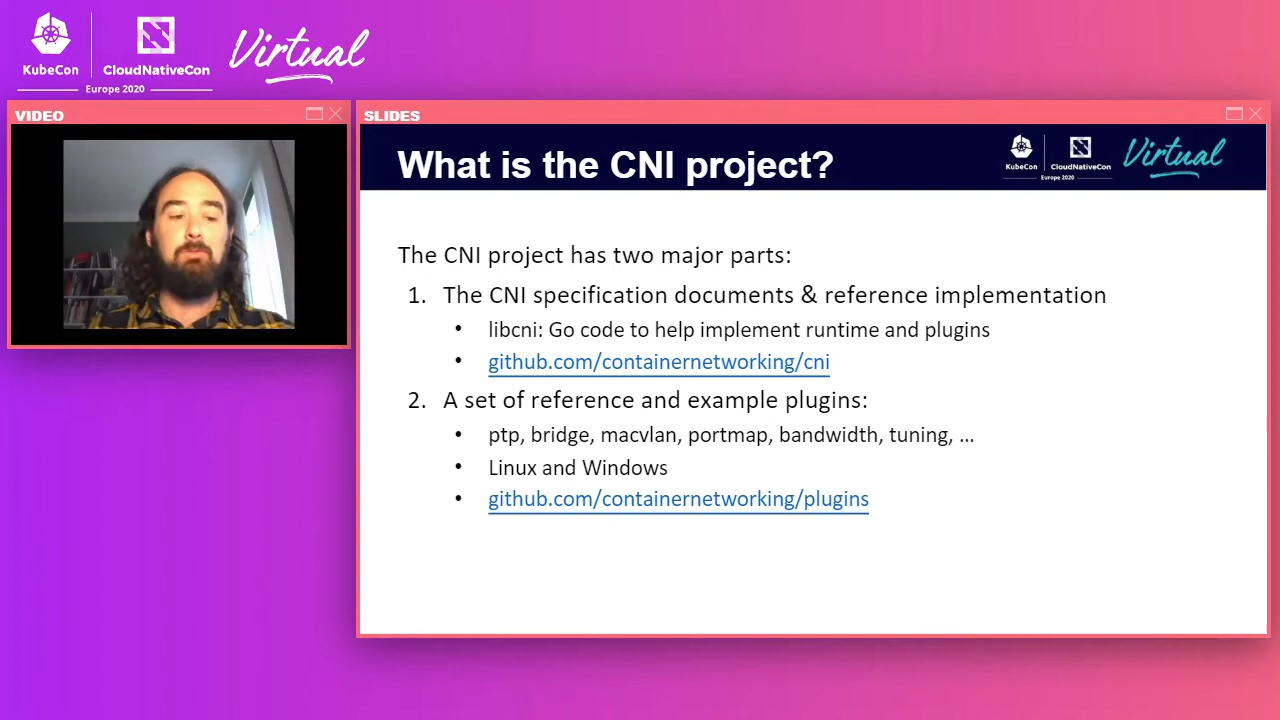 KubeCon
CloudNativeCon
Europe 2020
Virtual
VIDEO
SLIDES
What is the CNI project?
KubeCon
CloudNativeCon
Europe 2020
Virtual
The CNI project has two major parts:
1. The CNI specification documents & reference implementation
• libcni: Go code to help implement runtime and plugins
• github.com/containernetworking/cni
2. A set of reference and example plugins:
• ptp, bridge, macvlan, portmap, bandwidth, tuning, ...
• Linux and Windows
• github.com/containernetworking/plugins